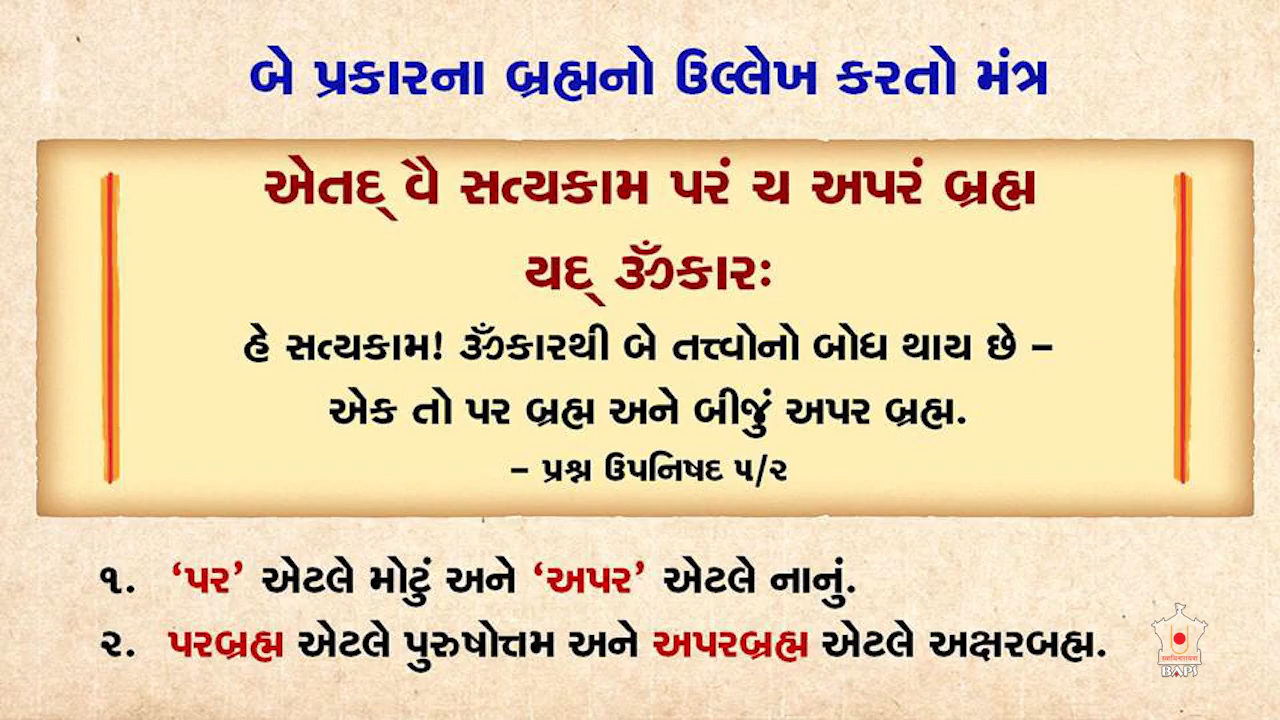 બે પ્રકારના બ્રહ્મનો ઉલ્લેખ કરતો મંત્ર
એતદ્ વૈ સત્યકામ પરં ચ અપરં બ્રહ્મ
યદ્ ૐકારઃ
હે સત્યકામ! ૐકારથી બે તત્ત્વોનો બોધ થાય છે –
એક તો પર બ્રહ્મ અને બીજું અપર બ્રહ્મ.
– પ્રશ્ન ઉપનિષદ ૫/૨
૧. ‘પર’ એટલે મોટું અને ‘અપર’ એટલે નાનું.
૨. પરબ્રહ્મ એટલે પુરુષોત્તમ અને અપરબ્રહ્મ એટલે અક્ષરબહ્મ.
સ્વામિનારાયણ
BAPS